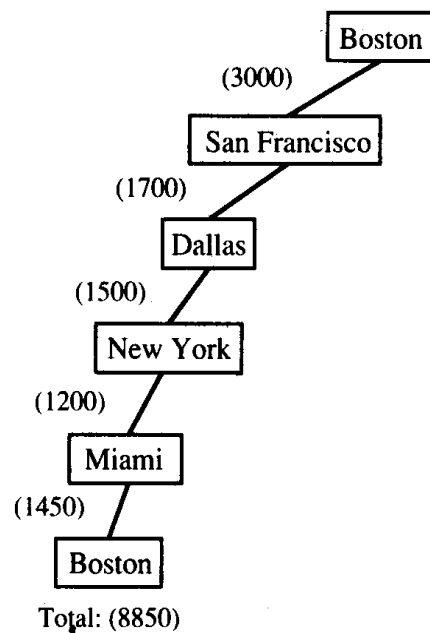 Boston
(3000)
San Francisco
(1700)
Dallas
(1500)
New York
(1200)
Miami
(1450)
Boston
Total: (8850)